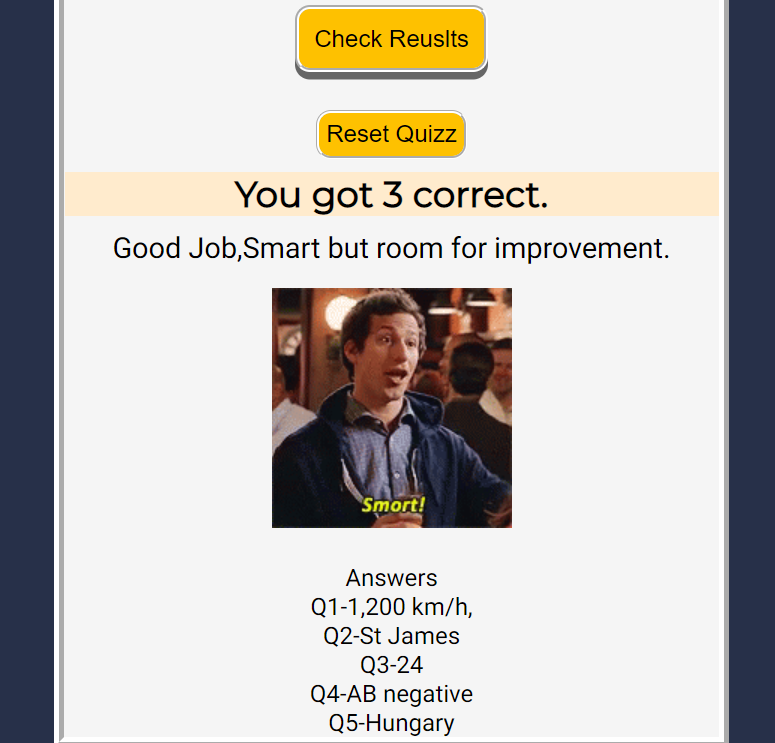 Check Reuslts
Reset Quizz
You got 3 correct.
Good Job,Smart but room for improvement.
Smort!
Answers
Q1-1,200 km/h,
Q2-St James
Q3-24
Q4-AB negative
Q5-Hungary